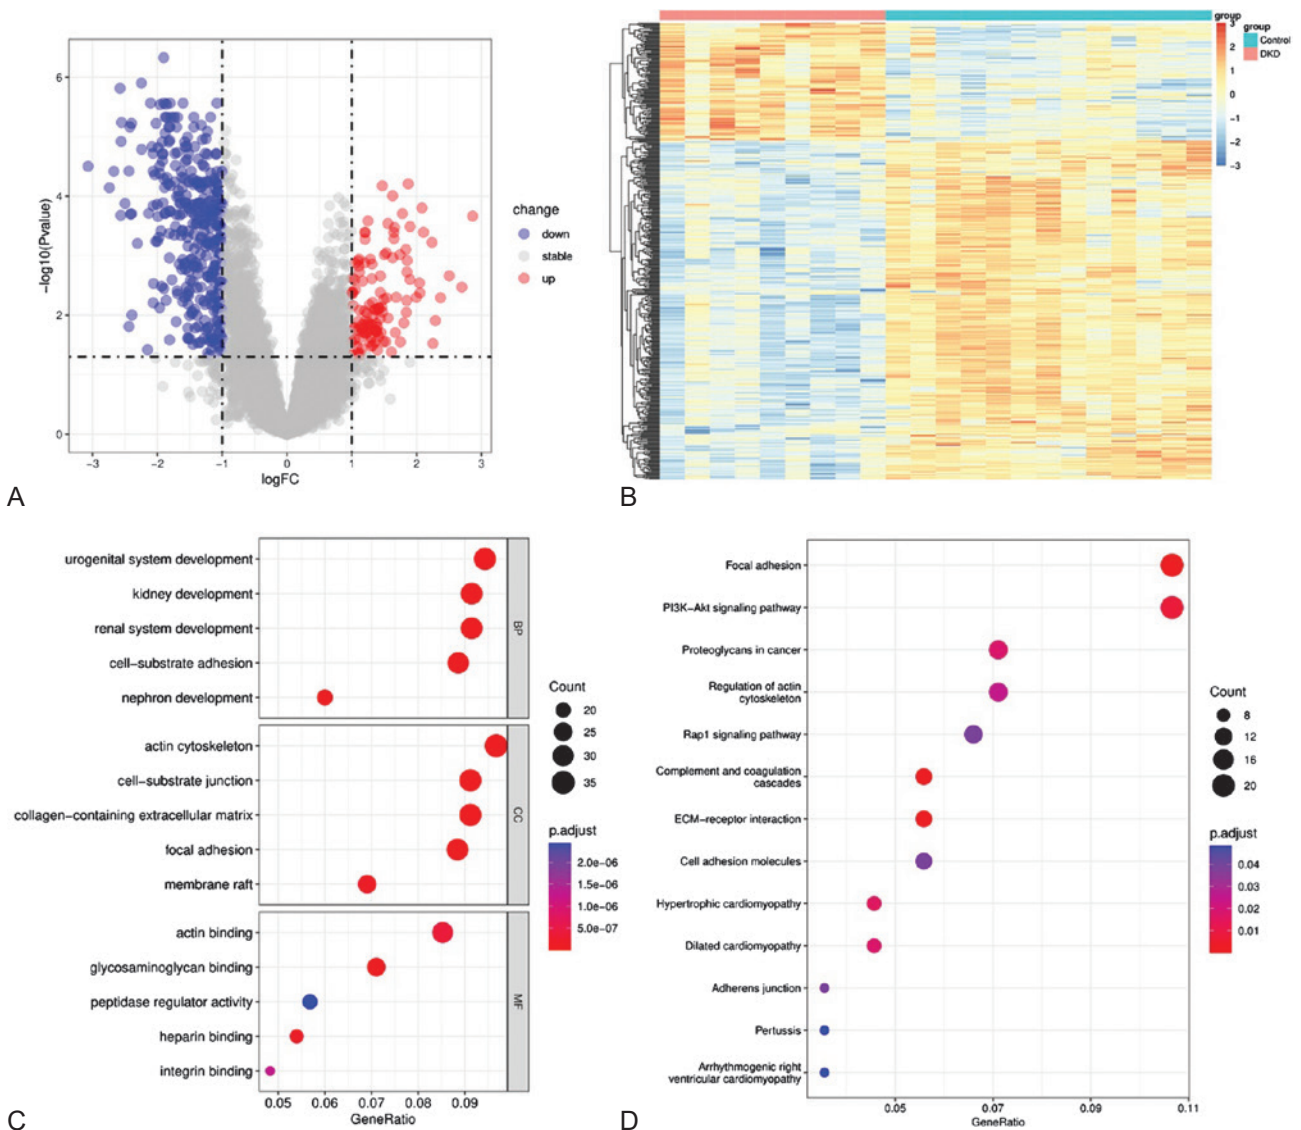 6
4
2
0
−log10(Pvalue)
−3
−2
−1
0
1
2
3
logFC
change
down
stable
up
A
group
3
2
1
0
−1
−2
−3
group
Control
DKD
B
urogenital system development
kidney development
renal system development
cell−substrate adhesion
nephron development
BP
actin cytoskeleton
cell−substrate junction
collagen−containing extracellular matrix
focal adhesion
membrane raft
CC
actin binding
glycosaminoglycan binding
peptidase regulator activity
heparin binding
integrin binding
MF
0.05
0.06
0.07
0.08
0.09
GeneRatio
Count
20
25
30
35
p.adjust
2.0e−06
1.5e−06
1.0e−06
5.0e−07
C
Focal adhesion
PI3K−Akt signaling pathway
Proteoglycans in cancer
Regulation of actin
cytoskeleton
Rap1 signaling pathway
Complement and coagulation
cascades
ECM−receptor interaction
Cell adhesion molecules
Hypertrophic cardiomyopathy
Dilated cardiomyopathy
Adherens junction
Pertussis
Arrhythmogenic right
ventricular cardiomyopathy
0.05
0.07
0.09
0.11
GeneRatio
Count
8
12
16
20
p.adjust
0.04
0.03
0.02
0.01
D